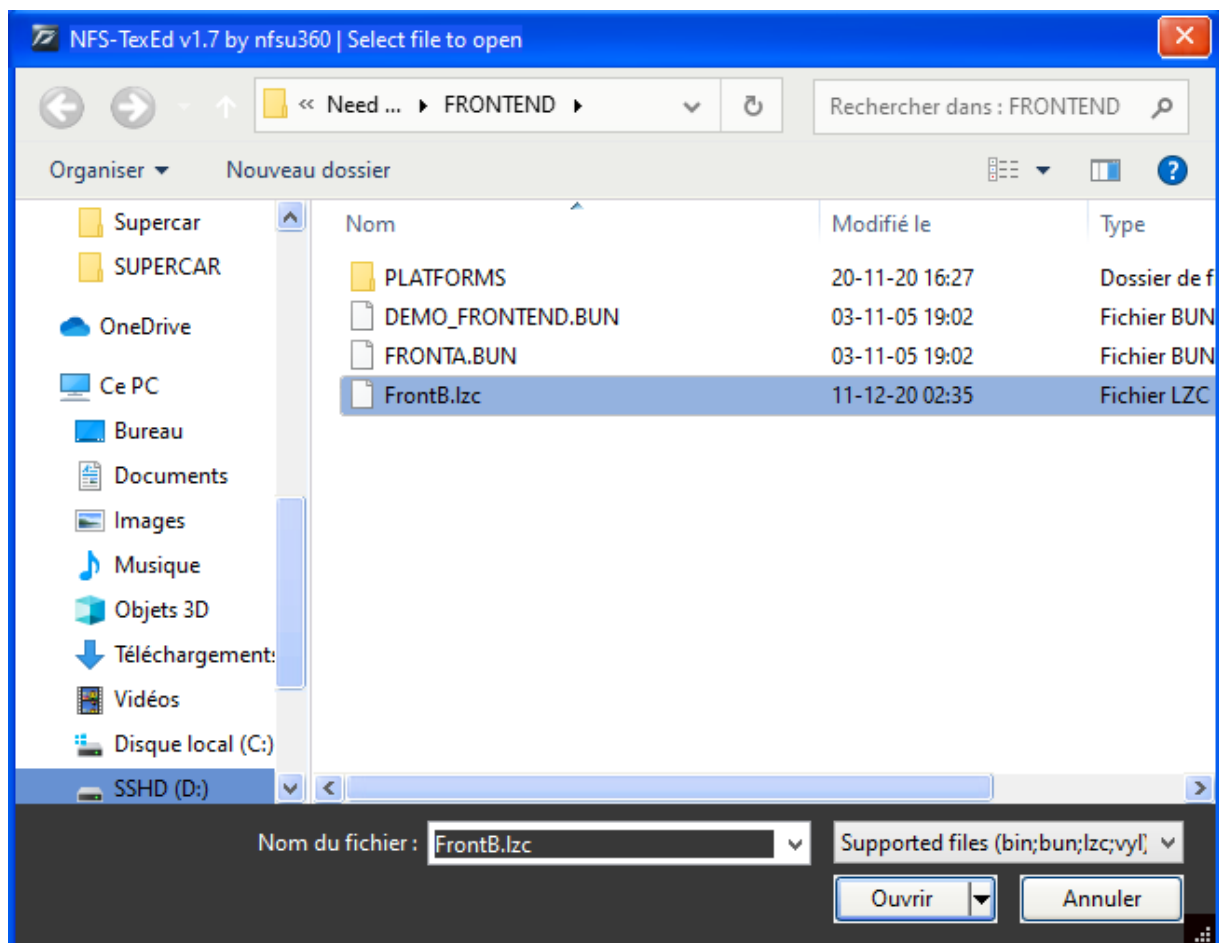 NFS-TexEd v1.7 by nfsu360 | Select file to open
« Need ... FRONTEND
Rechercher dans : FRONTEND
Organiser Nouveau dossier
Supercar
SUPERCAR
OneDrive
Ce PC
Bureau
Documents
Images
Musique
Objets 3D
Téléchargements
Vidéos
Disque local (C:)
SSHD (D:)
Nom Modifié le Type
PLATFORMS 20-11-20 16:27 Dossier de f
DEMO_FRONTEND.BUN 03-11-05 19:02 Fichier BUN
FRONTA.BUN 03-11-05 19:02 Fichier BUN
FrontB.lzc 11-12-20 02:35 Fichier LZC
Nom du fichier : FrontB.lzc Supported files (bin;bun;lzc;vyl)
Ouvrir Annuler